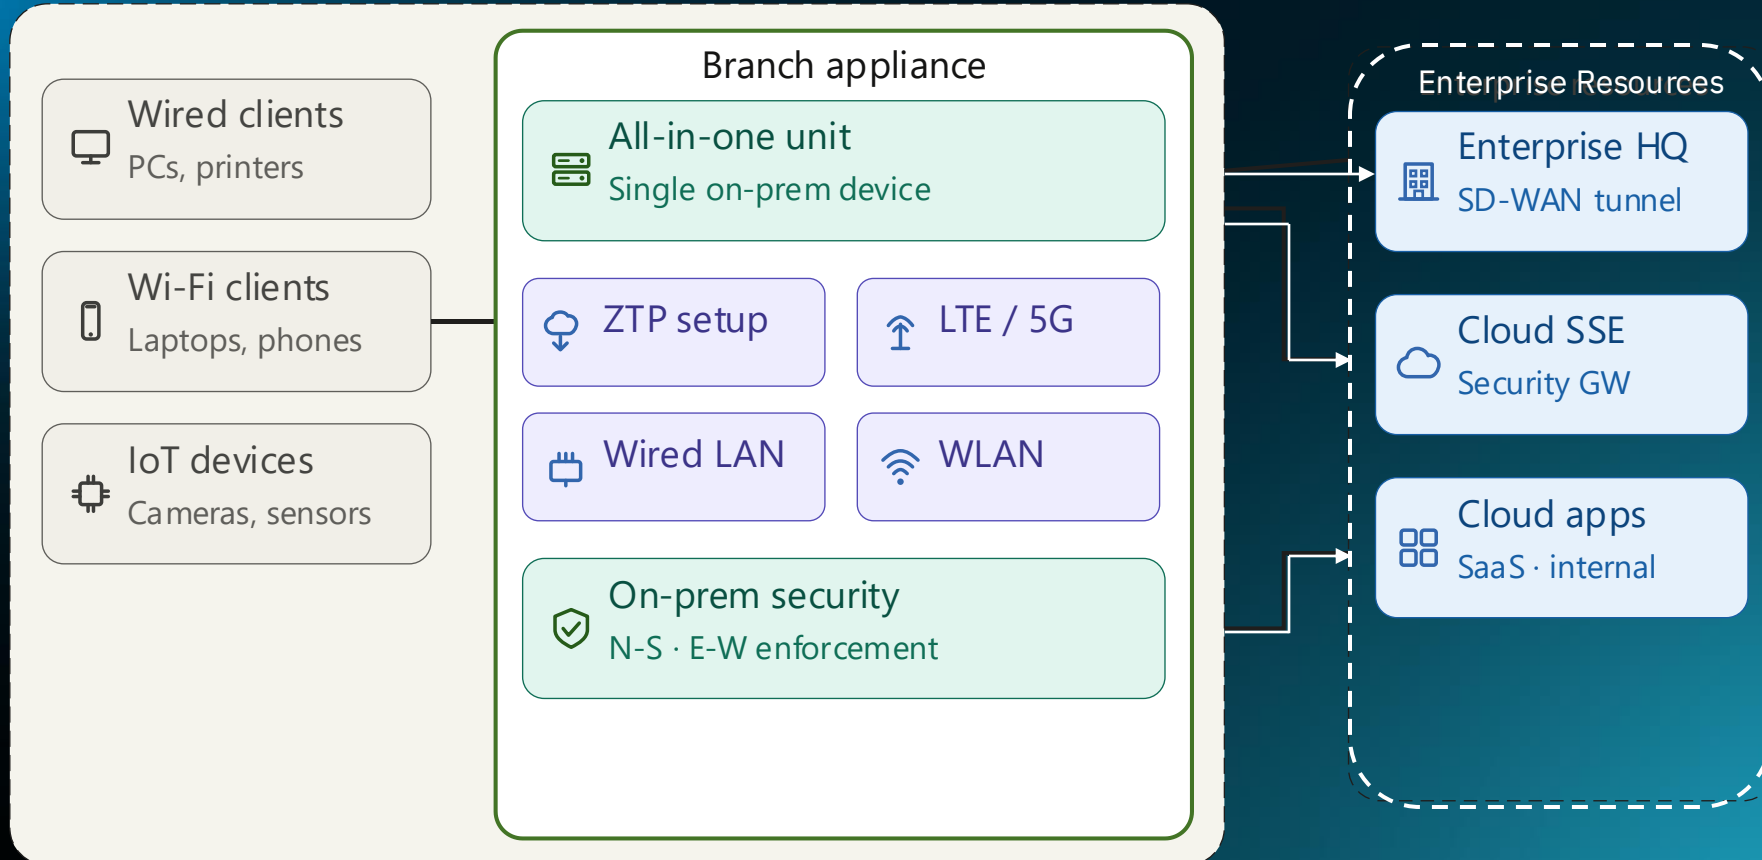 Wired clients
PCs, printers
Wi-Fi clients
Laptops, phones
IoT devices
Cameras, sensors
Branch appliance
All-in-one unit
Single on-prem device
ZTP setup
LTE / 5G
Wired LAN
WLAN
On-prem security
N-S · E-W enforcement
Enterprise Resources
Enterprise HQ
SD-WAN tunnel
Cloud SSE
Security GW
Cloud apps
SaaS · internal